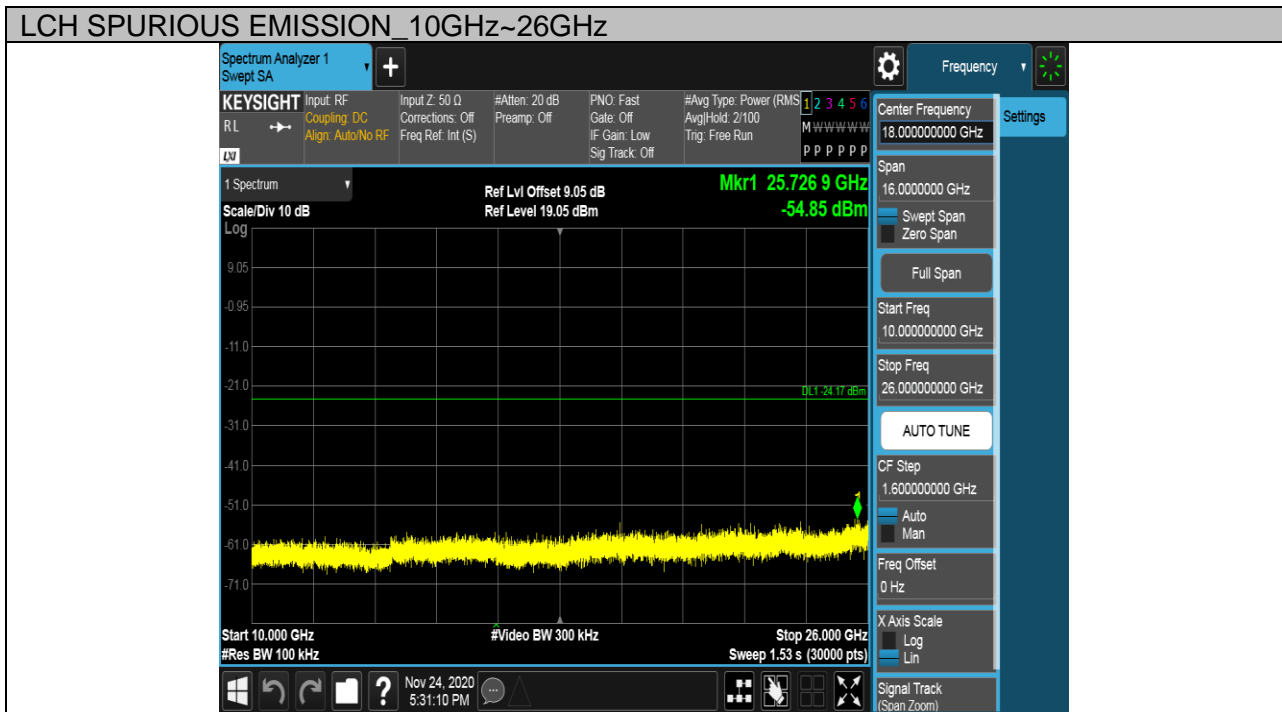 LCH SPURIOUS EMISSION_10GHz~26GHz
Spectrum Analyzer 1
Swept SA
+
Frequency
KEYSIGHT
RL
LXI
Input: RF
Coupling: DC
Align: Auto/No RF
Input Z: 50 Ω
Corrections: Off
Freq Ref: Int (S)
#Atten: 20 dB
Preamp: Off
PNO: Fast
Gate: Off
IF Gain: Low
Sig Track: Off
#Avg Type: Power (RMS
Avg|Hold: 2/100
Trig: Free Run
1 2 3 4 5 6
M W W W W W
P P P P P P
Center Frequency
18.000000000 GHz
Settings
1 Spectrum
Scale/Div 10 dB
Log
Ref Lvl Offset 9.05 dB
Ref Level 19.05 dBm
Mkr1 25.726 9 GHz
-54.85 dBm
9.05
-0.95
-11.0
-21.0
-31.0
-41.0
-51.0
-61.0
-71.0
DL1 -24.17 dBm
1
Start 10.000 GHz
#Res BW 100 kHz
#Video BW 300 kHz
Stop 26.000 GHz
Sweep 1.53 s (30000 pts)
Span
16.0000000 GHz
Swept Span
Zero Span
Full Span
Start Freq
10.000000000 GHz
Stop Freq
26.000000000 GHz
AUTO TUNE
CF Step
1.600000000 GHz
Auto
Man
Freq Offset
0 Hz
X Axis Scale
Log
Lin
Signal Track
(Span Zoom)
?
Nov 24, 2020
5:31:10 PM